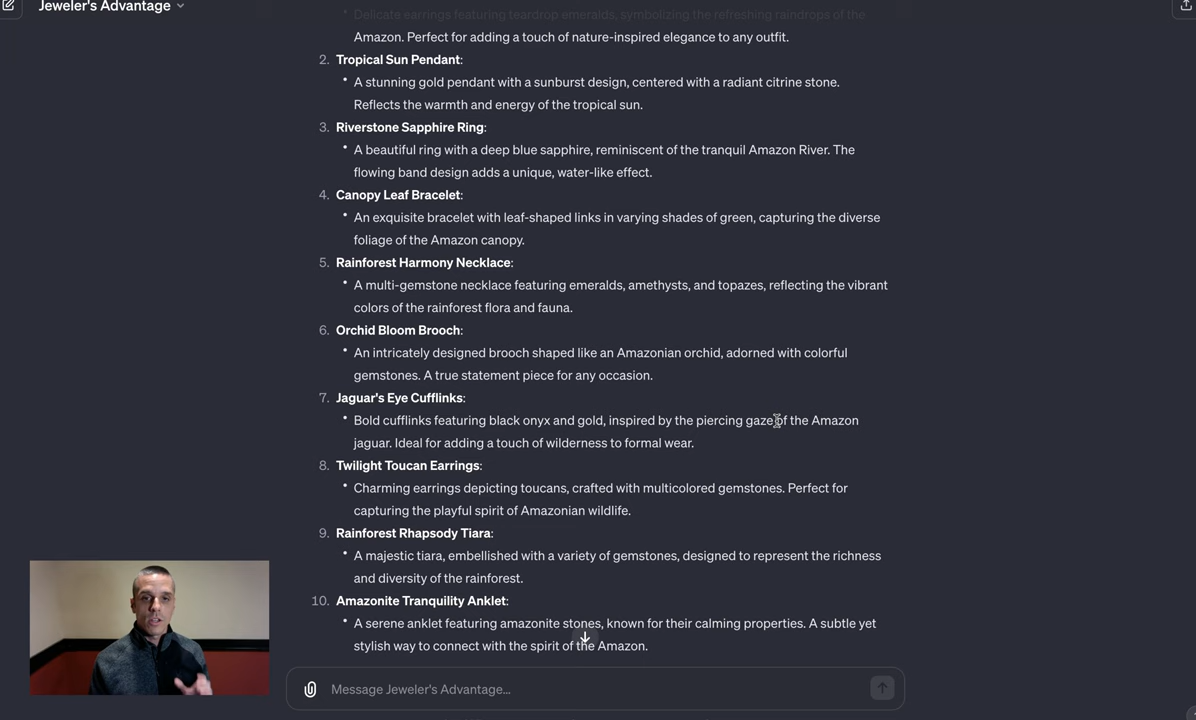 Jeweler's Advantage
Delicate earrings featuring teardrop emeralds, symbolizing the refreshing raindrops of the
Amazon. Perfect for adding a touch of nature-inspired elegance to any outfit.
2. Tropical Sun Pendant:
• A stunning gold pendant with a sunburst design, centered with a radiant citrine stone.
Reflects the warmth and energy of the tropical sun.
3. Riverstone Sapphire Ring:
• A beautiful ring with a deep blue sapphire, reminiscent of the tranquil Amazon River. The
flowing band design adds a unique, water-like effect.
4. Canopy Leaf Bracelet:
• An exquisite bracelet with leaf-shaped links in varying shades of green, capturing the diverse
foliage of the Amazon canopy.
5. Rainforest Harmony Necklace:
• A multi-gemstone necklace featuring emeralds, amethysts, and topazes, reflecting the vibrant
colors of the rainforest flora and fauna.
6. Orchid Bloom Brooch:
• An intricately designed brooch shaped like an Amazonian orchid, adorned with colorful
gemstones. A true statement piece for any occasion.
7. Jaguar's Eye Cufflinks:
• Bold cufflinks featuring black onyx and gold, inspired by the piercing gaze of the Amazon
jaguar. Ideal for adding a touch of wilderness to formal wear.
8. Twilight Toucan Earrings:
• Charming earrings depicting toucans, crafted with multicolored gemstones. Perfect for
capturing the playful spirit of Amazonian wildlife.
9. Rainforest Rhapsody Tiara:
• A majestic tiara, embellished with a variety of gemstones, designed to represent the richness
and diversity of the rainforest.
10. Amazonite Tranquility Anklet:
• A serene anklet featuring amazonite stones, known for their calming properties. A subtle yet
stylish way to connect with the spirit of the Amazon.
Message Jeweler's Advantage...